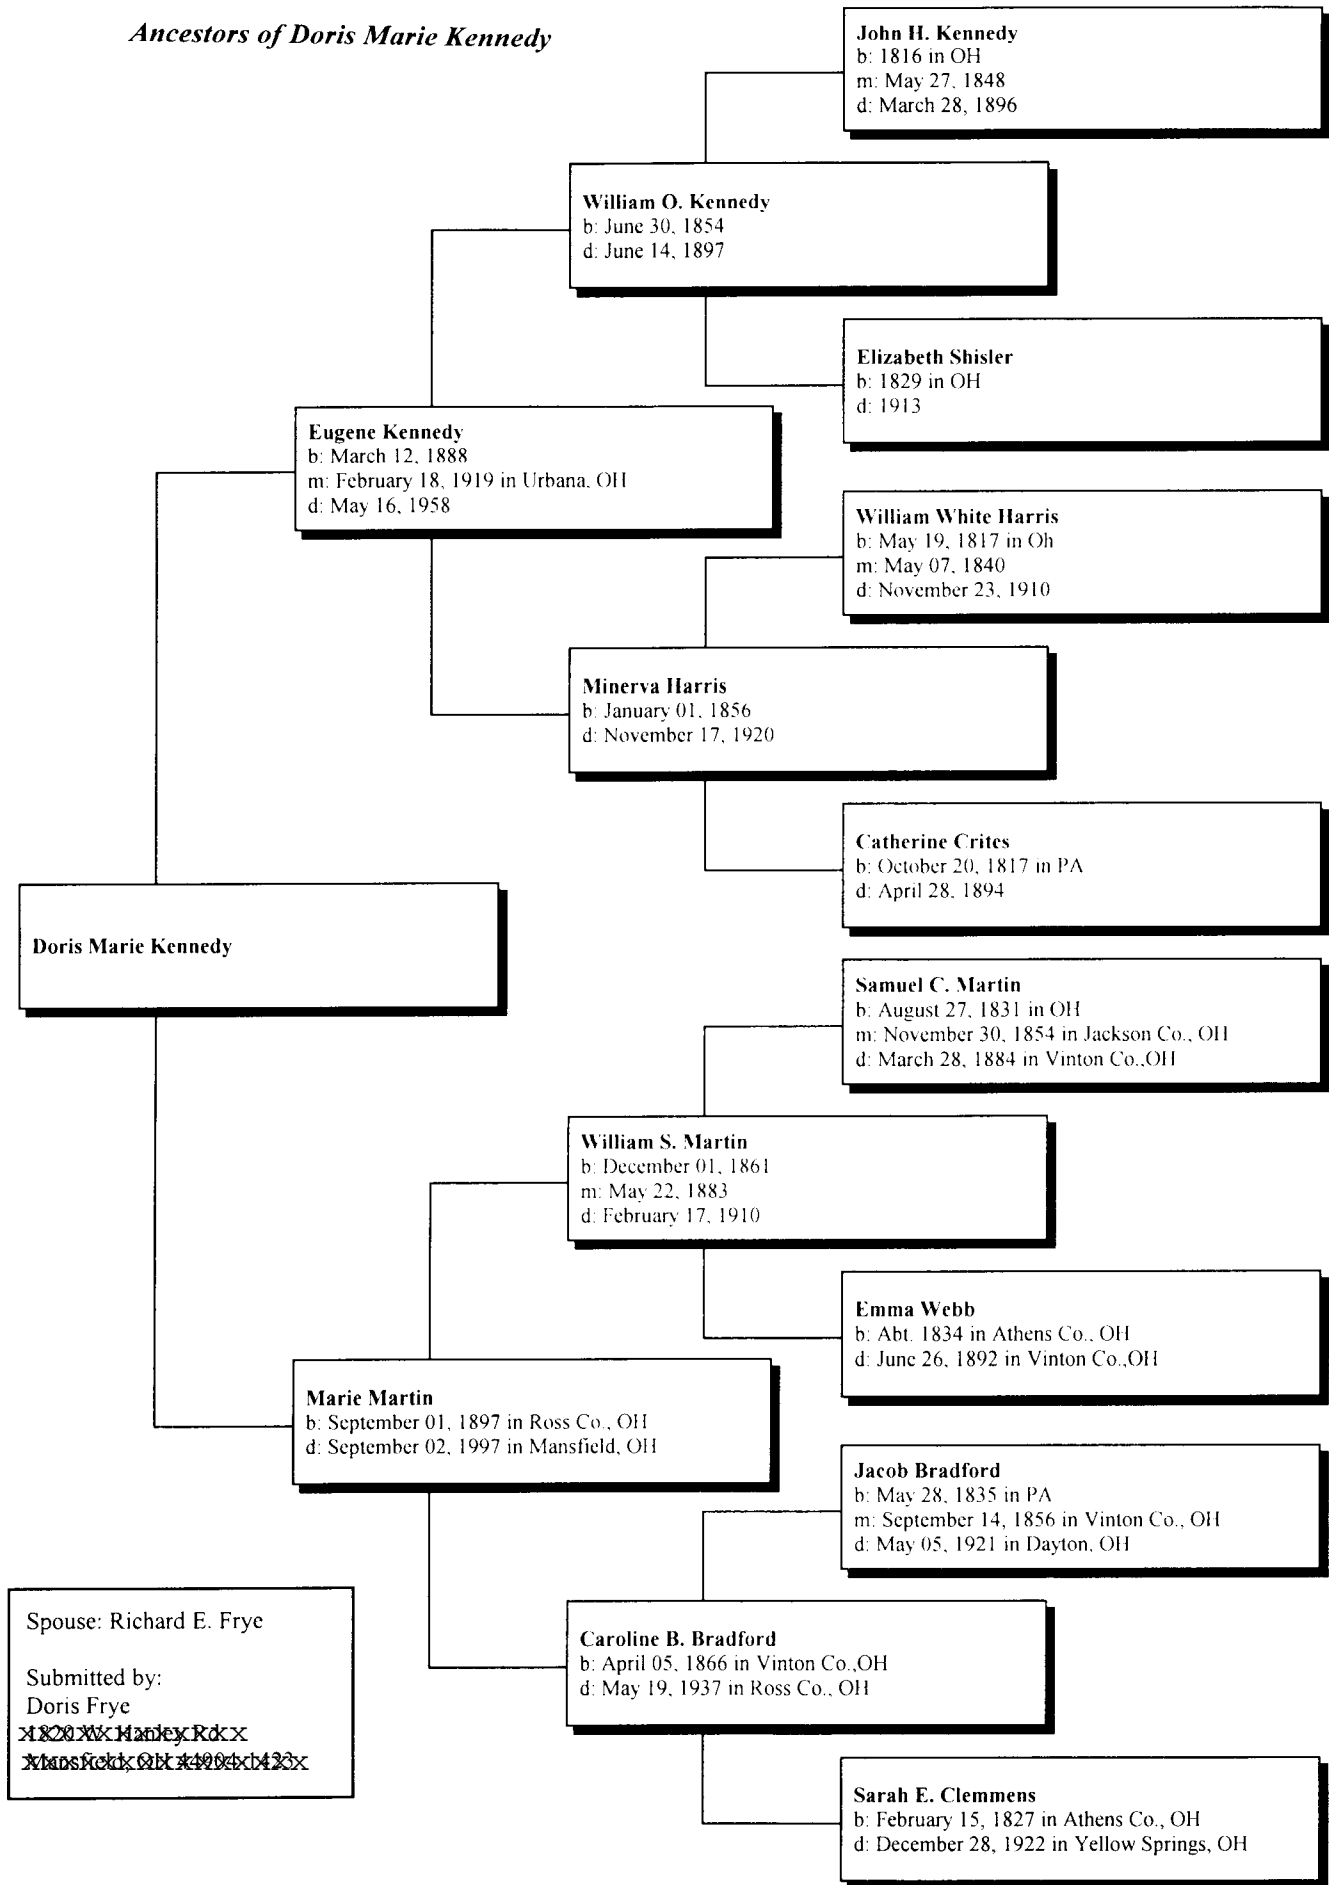 Ancestors of Doris Marie Kennedy
John H. Kennedy
b: 1816 in OH
m: May 27, 1848
d: March 28, 1896
William O. Kennedy
b: June 30, 1854
d: June 14, 1897
Elizabeth Shisler
b: 1829 in OH
d: 1913
Eugene Kennedy
b: March 12, 1888
m: February 18, 1919 in Urbana, OH
d: May 16, 1958
William White Harris
b: May 19, 1817 in Oh
m: May 07, 1840
d: November 23, 1910
Minerva Harris
b: January 01, 1856
d: November 17, 1920
Catherine Crites
b: October 20, 1817 in PA
d: April 28, 1894
Doris Marie Kennedy
Samuel C. Martin
b: August 27, 1831 in OH
m: November 30, 1854 in Jackson Co., OH
d: March 28, 1884 in Vinton Co.,OH
William S. Martin
b: December 01, 1861
m: May 22, 1883
d: February 17, 1910
Emma Webb
b: Abt. 1834 in Athens Co., OH
d: June 26, 1892 in Vinton Co.,OH
Marie Martin
b: September 01, 1897 in Ross Co., OH
d: September 02, 1997 in Mansfield, OH
Jacob Bradford
b: May 28, 1835 in PA
m: September 14, 1856 in Vinton Co., OH
d: May 05, 1921 in Dayton, OH
Caroline B. Bradford
b: April 05, 1866 in Vinton Co.,OH
d: May 19, 1937 in Ross Co., OH
Sarah E. Clemmens
b: February 15, 1827 in Athens Co., OH
d: December 28, 1922 in Yellow Springs, OH
Spouse: Richard E. Frye
Submitted by:
Doris Frye